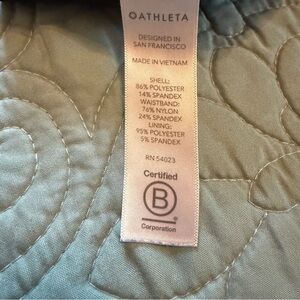 ATHLETA
DESIGNED IN
SAN FRANCISCO
MADE IN VIETNAM
SHELL:
86% POLYESTER
14% SPANDEX
WAISTBAND:
76% NYLON
24% SPANDEX
LINING:
95% POLYESTER
5% SPANDEX
RN 54023
Certified
B
Corporation